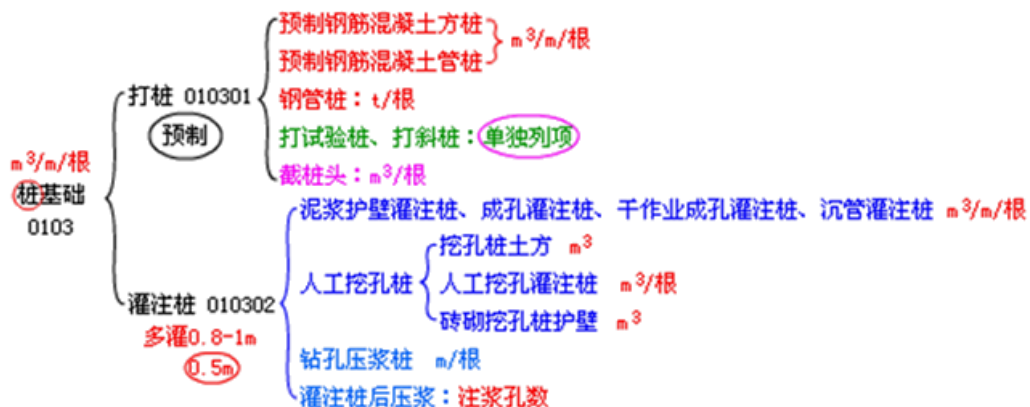 预制钢筋混凝土方桩
m³/m/根
预制钢筋混凝土管桩
打桩 010301
钢管桩：t/根
预制
打试验桩、打斜桩：单独列项
m³/m/根
截桩头：m³/根
桩基础
0103
泥浆护壁灌注桩、成孔灌注桩、干作业成孔灌注桩、沉管灌注桩 m³/m/根
挖孔桩土方 m³
人工挖孔桩
人工挖孔灌注桩 m³/根
灌注桩 010302
砖砌挖孔桩护壁 m³
多灌0.8-1m
0.5m
钻孔压浆桩 m/根
灌注桩后压浆：注浆孔数